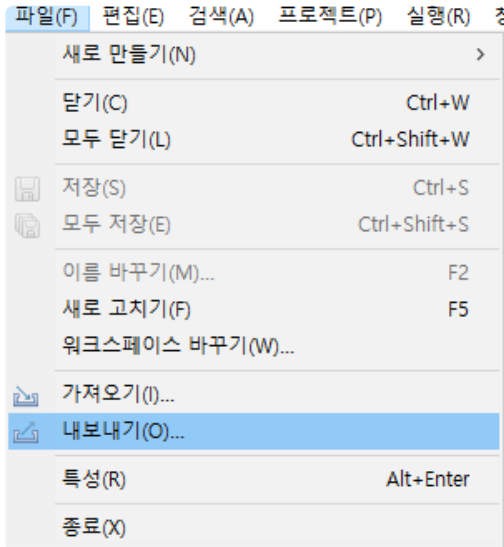 파일(F) 편집(E) 검색(A) 프로젝트(P) 실행(R)
새로 만들기(N) >
닫기(C) Ctrl+W
모두 닫기(L) Ctrl+Shift+W
저장(S) Ctrl+S
모두 저장(E) Ctrl+Shift+S
이름 바꾸기(M)... F2
새로 고치기(F) F5
워크스페이스 바꾸기(W)...
가져오기(I)...
내보내기(O)...
특성(R) Alt+Enter
종료(X)